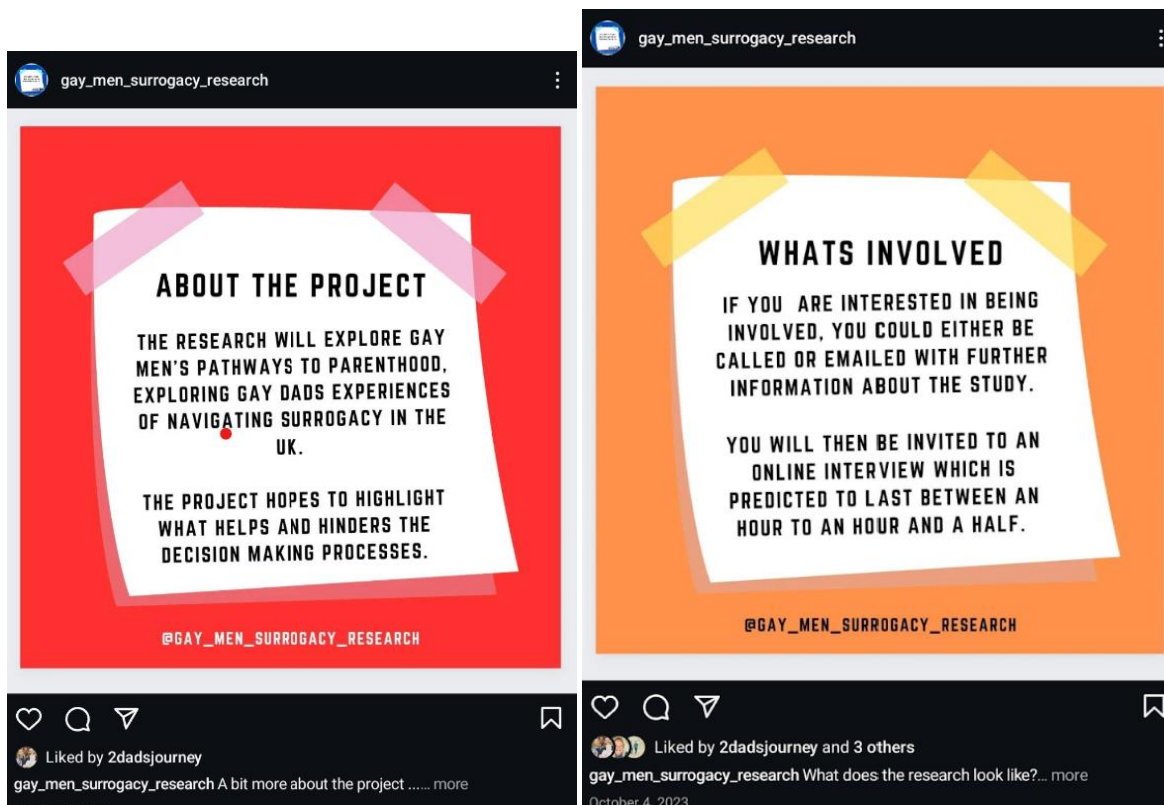 gay_men_surrogacy_research
ABOUT THE PROJECT
THE RESEARCH WILL EXPLORE GAY
MEN'S PATHWAYS TO PARENTHOOD,
EXPLORING GAY DADS EXPERIENCES
OF NAVIGATING SURROGACY IN THE
UK.
THE PROJECT HOPES TO HIGHLIGHT
WHAT HELPS AND HINDERS THE
DECISION MAKING PROCESSES.
@GAY_MEN_SURROGACY_RESEARCH
Liked by 2dadsjourney
gay_men_surrogacy_research A bit more about the project ...... more
gay_men_surrogacy_research
WHATS INVOLVED
IF YOU ARE INTERESTED IN BEING
INVOLVED, YOU COULD EITHER BE
CALLED OR EMAILED WITH FURTHER
INFORMATION ABOUT THE STUDY.
YOU WILL THEN BE INVITED TO AN
ONLINE INTERVIEW WHICH IS
PREDICTED TO LAST BETWEEN AN
HOUR TO AN HOUR AND A HALF.
@GAY_MEN_SURROGACY_RESEARCH
Liked by 2dadsjourney and 3 others
gay_men_surrogacy_research What does the research look like?... more
October 4, 2023